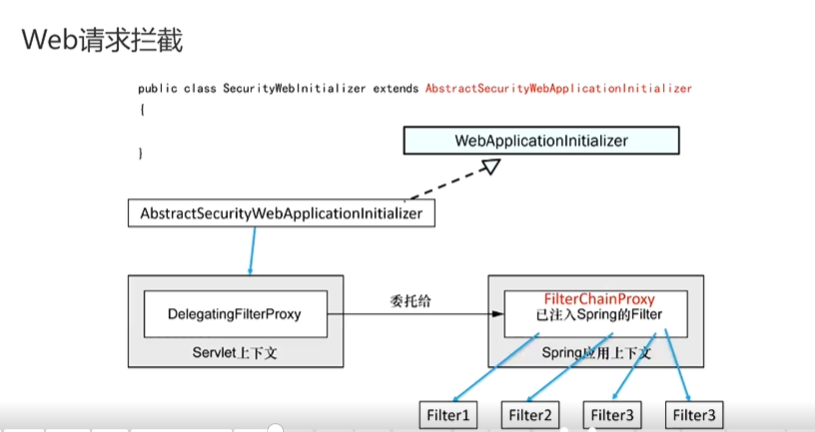 Web请求拦截
public class SecurityWebInitializer extends AbstractSecurityWebApplicationInitializer
{
}
WebApplicationInitializer
AbstractSecurityWebApplicationInitializer
DelegatingFilterProxy
Servlet上下文
委托给
FilterChainProxy
已注入Spring的Filter
Spring应用上下文
Filter1
Filter2
Filter3
Filter3